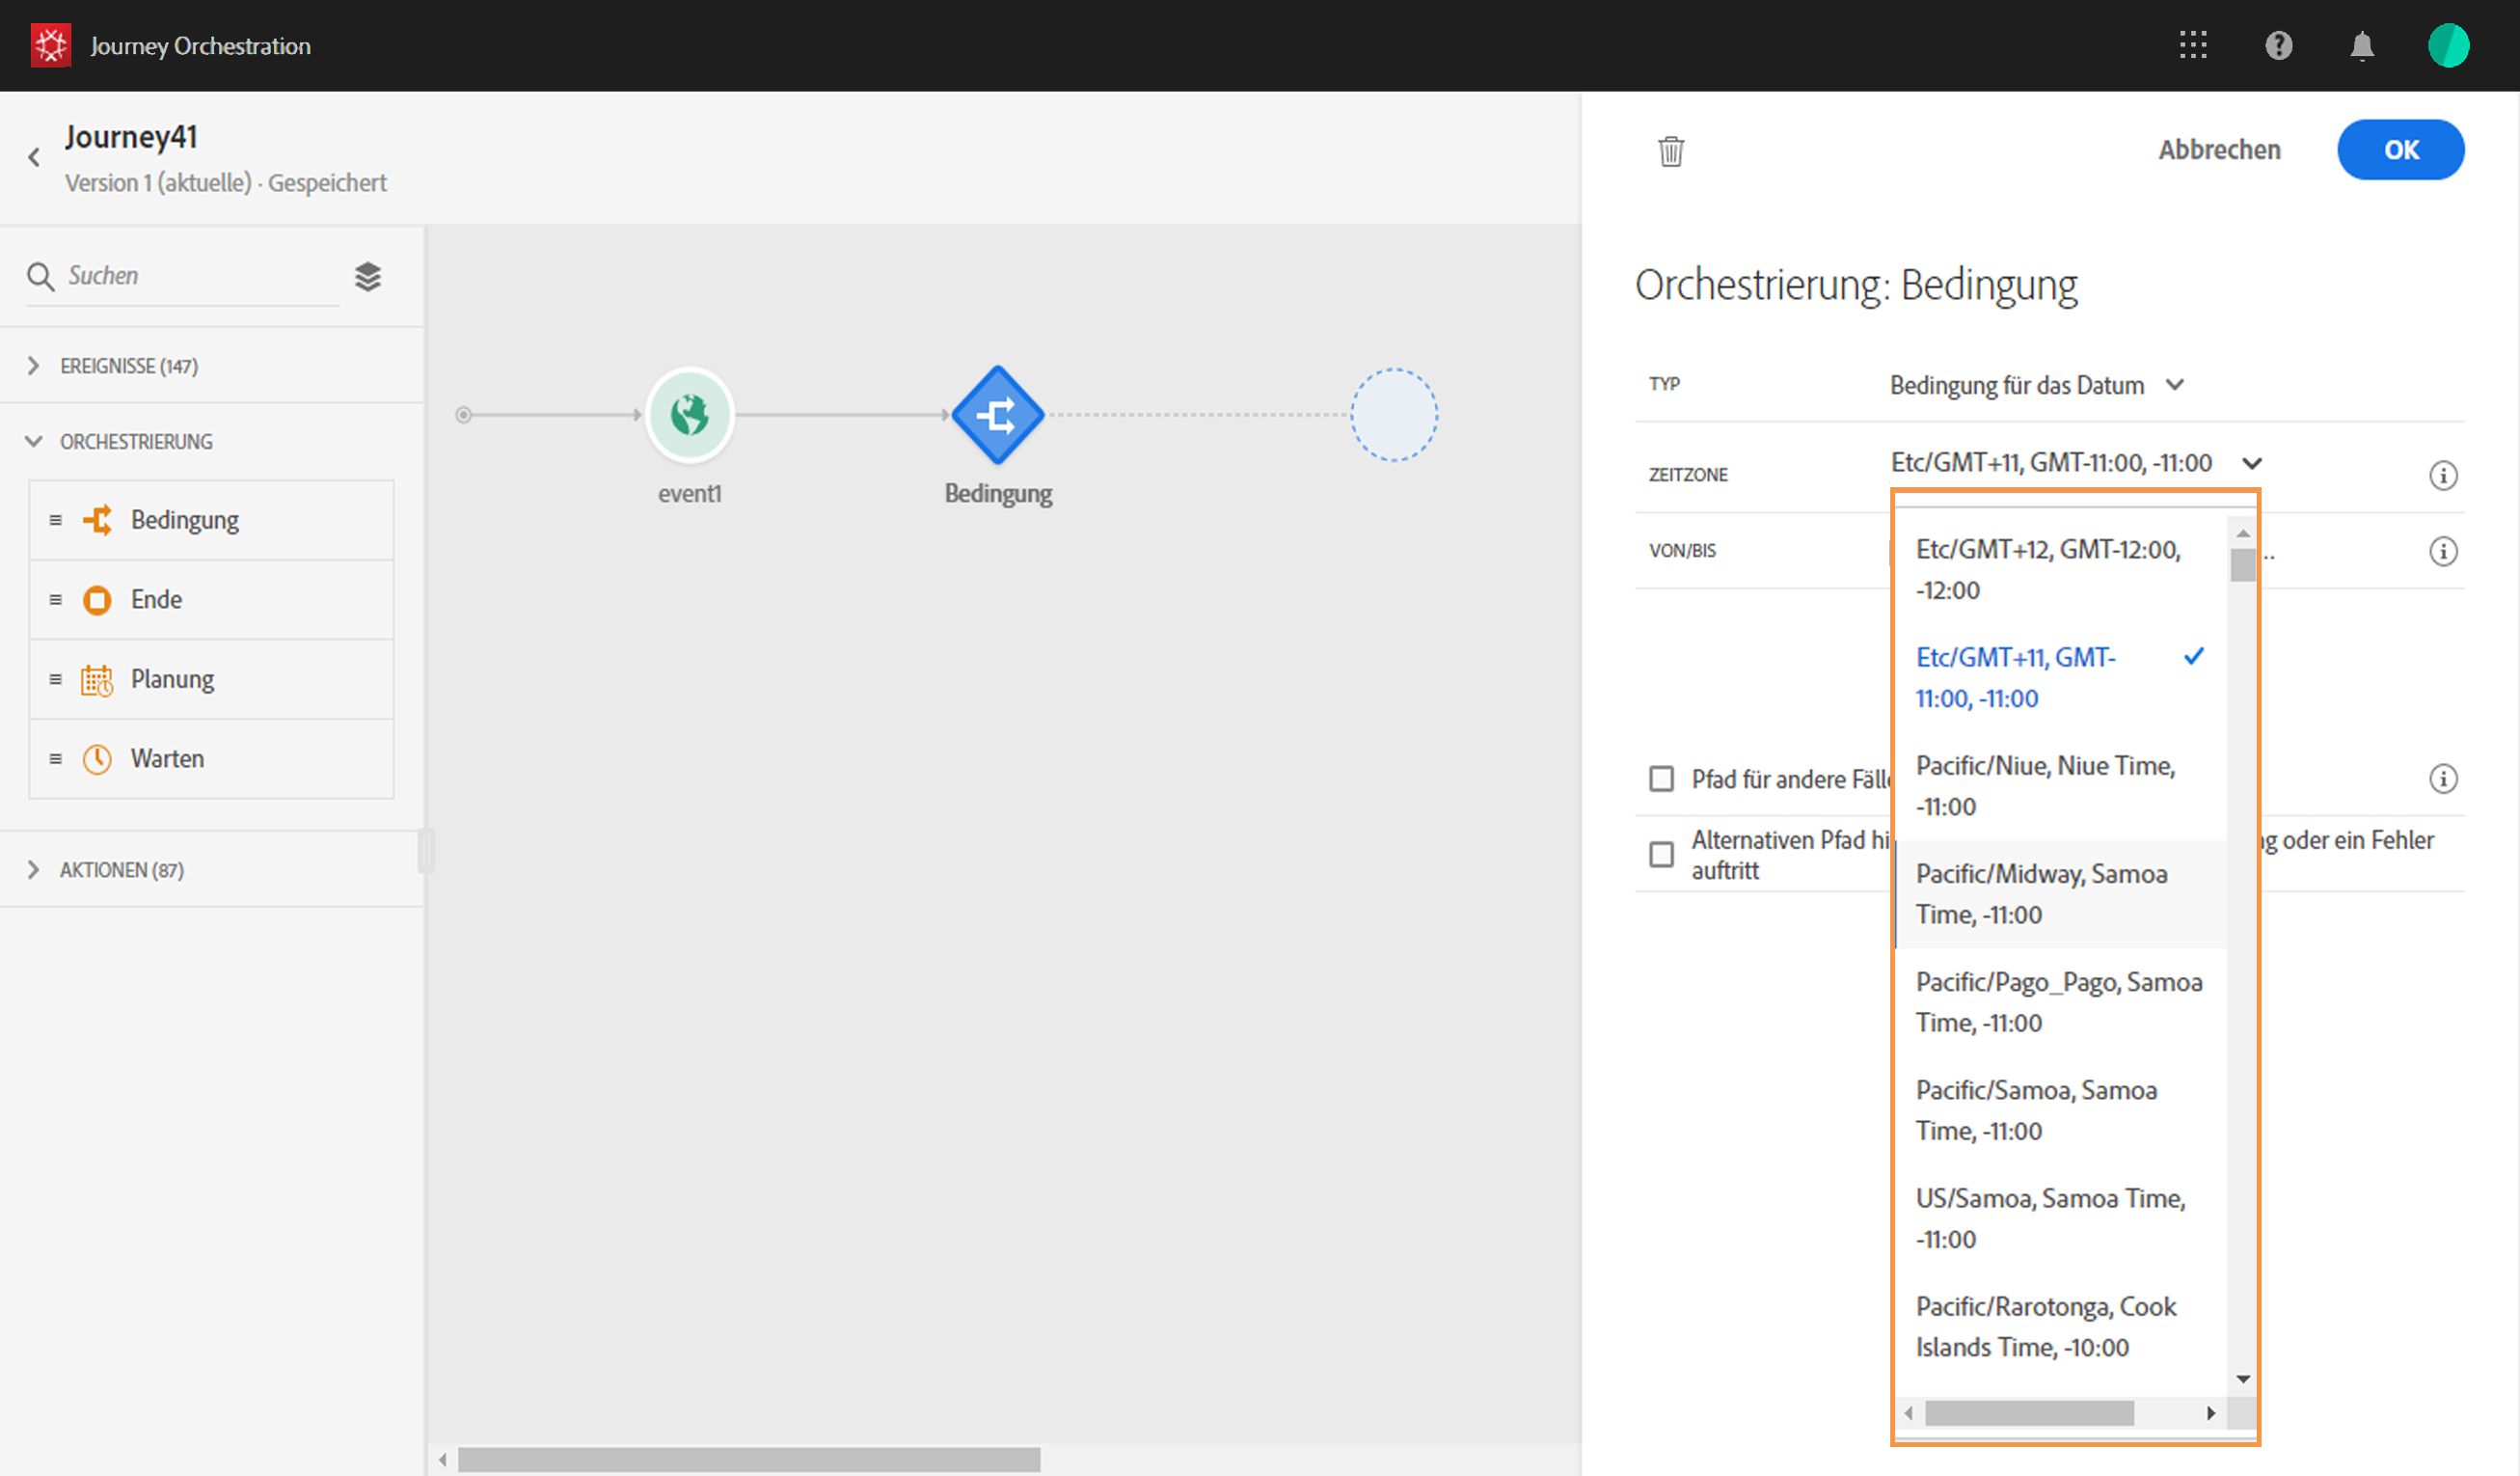 Journey Orchestration
Journey41
Version 1 (aktuelle) · Gespeichert
Abbrechen
OK
Suchen
EREIGNISSE (147)
ORCHESTRIERUNG
Bedingung
Ende
Planung
Warten
AKTIONEN (87)
event1
Bedingung
Orchestrierung: Bedingung
TYP
Bedingung für das Datum
ZEITZONE
Etc/GMT+11, GMT-11:00, -11:00
VON/BIS
..
Etc/GMT+12, GMT-12:00,
-12:00
Etc/GMT+11, GMT-
11:00, -11:00
Pacific/Niue, Niue Time,
-11:00
Pacific/Midway, Samoa
Time, -11:00
Pacific/Pago_Pago, Samoa
Time, -11:00
Pacific/Samoa, Samoa
Time, -11:00
US/Samoa, Samoa Time,
-11:00
Pacific/Rarotonga, Cook
Islands Time, -10:00
Pfad für andere Fälle
Alternativen Pfad hi
g oder ein Fehler
auftritt